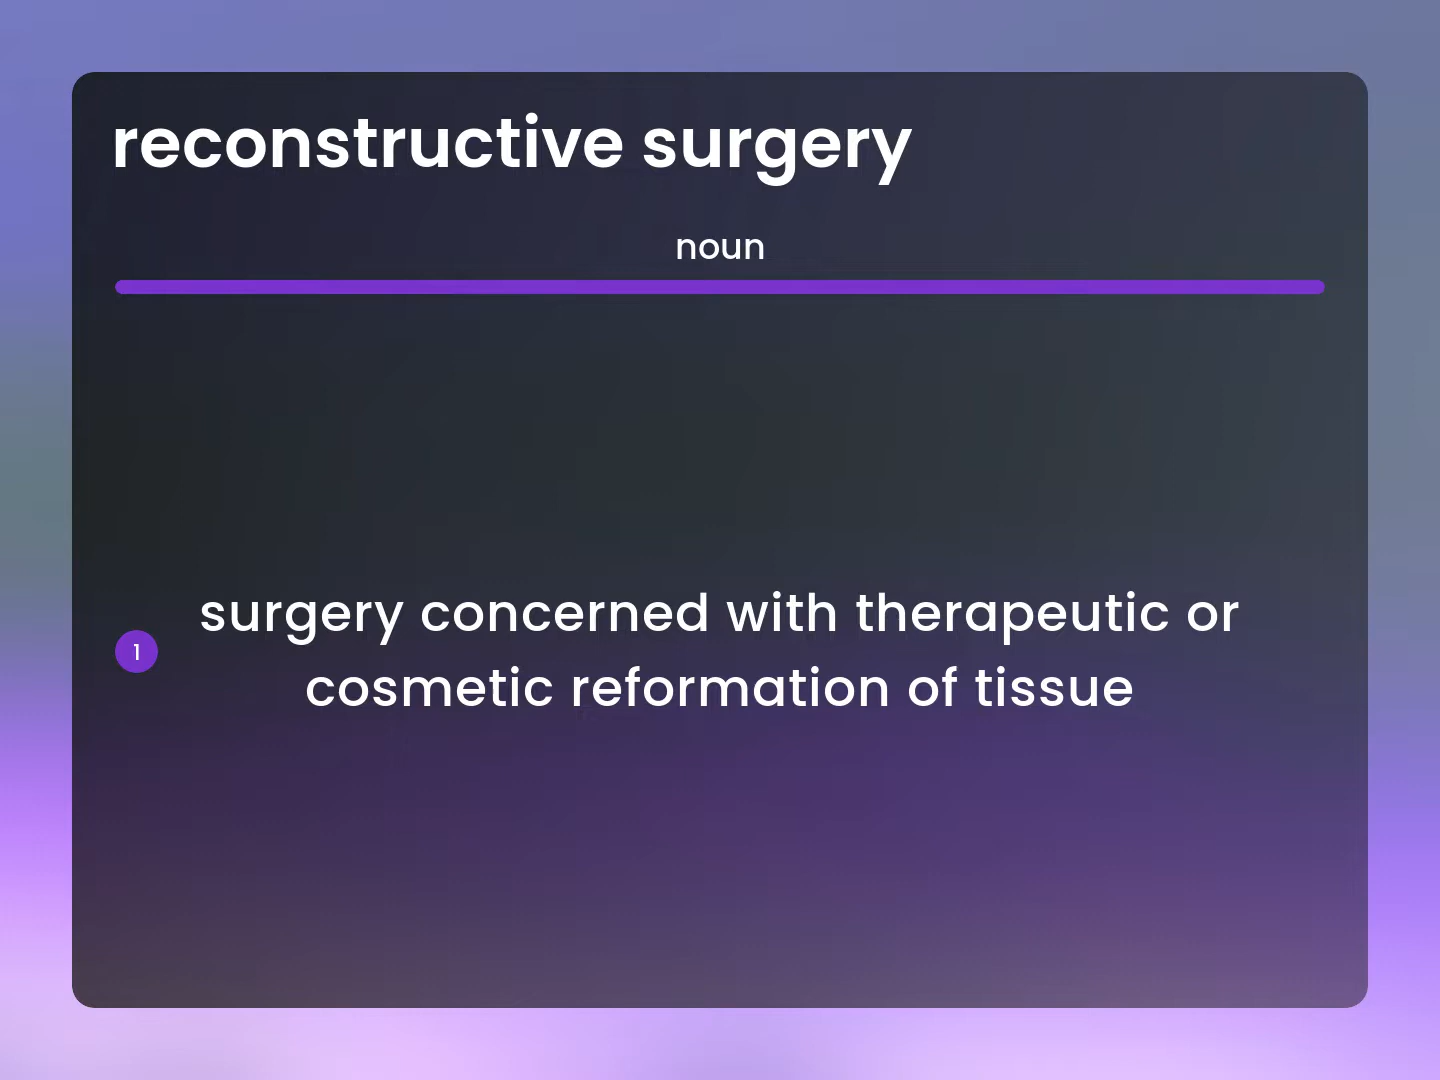 reconstructive surgery
noun
1
surgery concerned with therapeutic or
cosmetic reformation of tissue